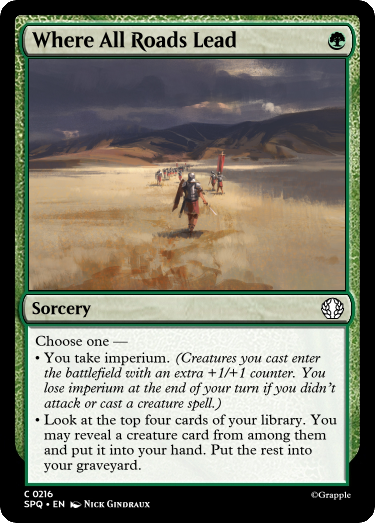 Where All Roads Lead
Sorcery
Choose one —
• You take imperium. (Creatures you cast enter
the battlefield with an extra +1/+1 counter. You
lose imperium at the end of your turn if you didn't
attack or cast a creature spell.)
• Look at the top four cards of your library. You
may reveal a creature card from among them
and put it into your hand. Put the rest into
your graveyard.
C 0216
SPQ • EN Nick Gindraux
©Grapple